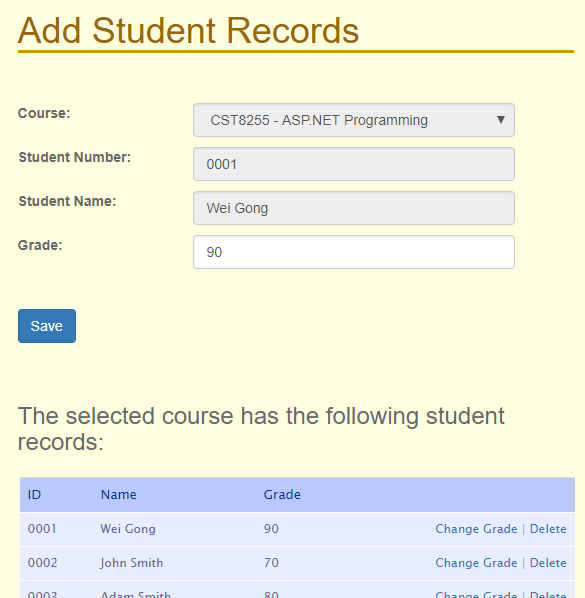 Add Student Records
Course: CST8255 - ASP.NET Programming
Student Number: 0001
Student Name: Wei Gong
Grade: 90
Save
The selected course has the following student
records:
ID Name Grade
0001 Wei Gong 90 Change Grade | Delete
0002 John Smith 70 Change Grade | Delete
0003 Adam Smith 80 Change Grade | Delete